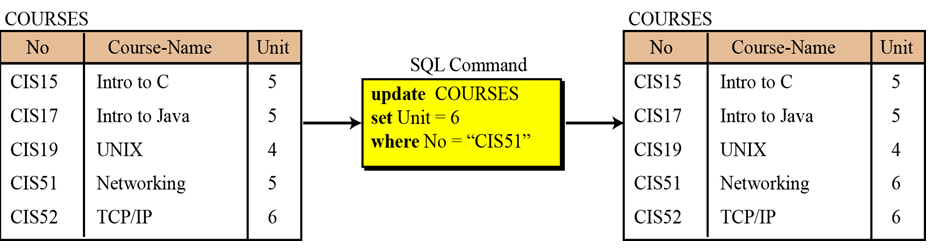 COURSES
No Course-Name Unit
CIS15 Intro to C 5
CIS17 Intro to Java 5
CIS19 UNIX 4
CIS51 Networking 5
CIS52 TCP/IP 6
SQL Command
update COURSES
set Unit = 6
where No = “CIS51”
COURSES
No Course-Name Unit
CIS15 Intro to C 5
CIS17 Intro to Java 5
CIS19 UNIX 4
CIS51 Networking 6
CIS52 TCP/IP 6